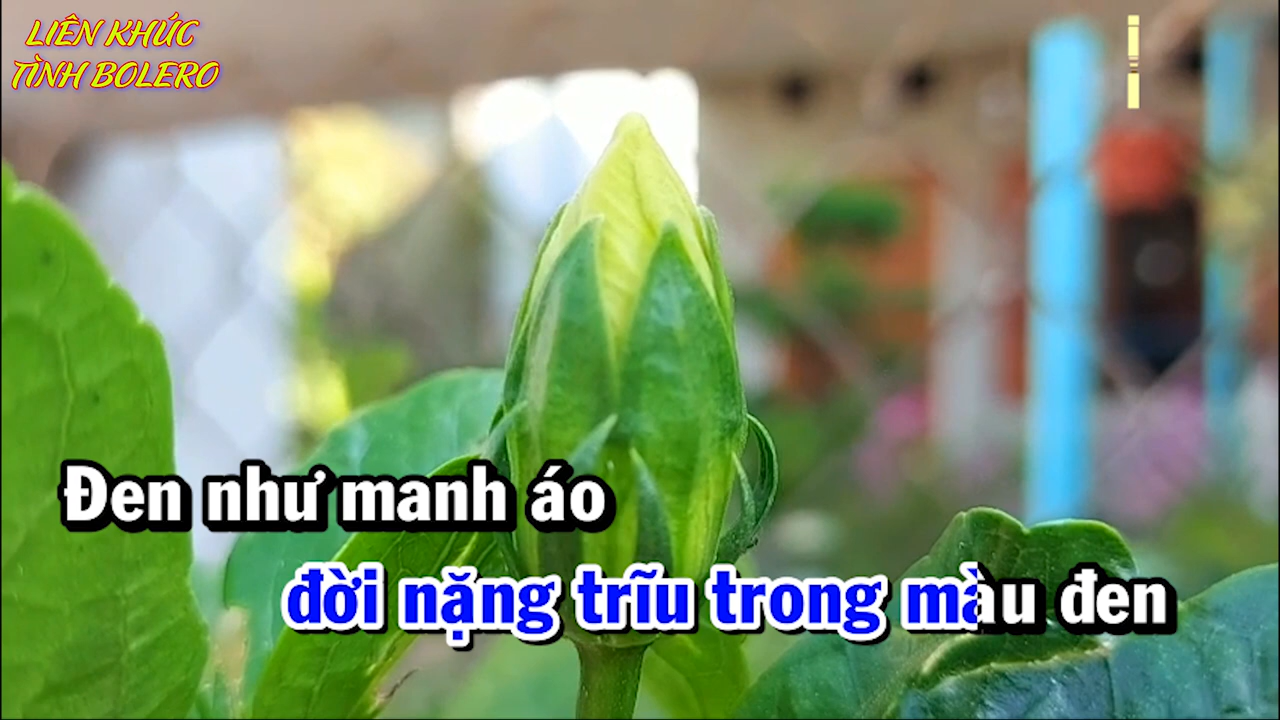 LIÊN KHÚC
TÌNH BOLERO
Đen như manh áo
đời nặng trĩu trong màu đen